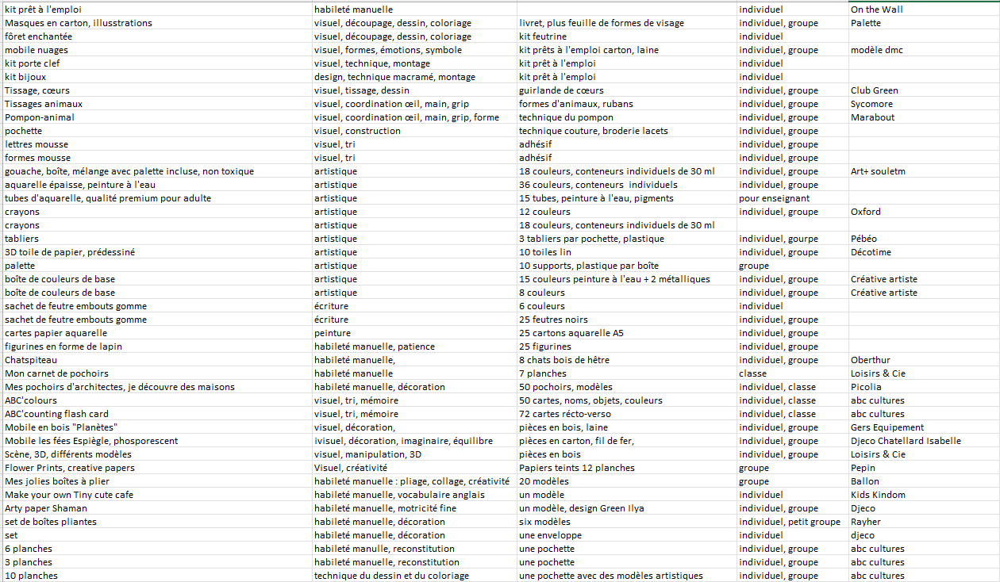 kit prêt à l'emploi habileté manuelle individuel On the Wall
Masques en carton, illusstrations visuel, découpage, dessin, coloriage livret, plus feuille de formes de visage individuel, groupe Palette
fôret enchantée visuel, découpage, dessin, coloriage kit feutrine individuel
mobile nuages visuel, formes, émotions, symbole kit prêts à l'emploi carton, laine individuel, groupe modèle dmc
kit porte clef visuel, technique, montage kit prêt à l'emploi individuel
kit bijoux design, technique macramé, montage kit prêt à l'emploi individuel
Tissage, cœurs visuel, tissage, dessin guirlande de cœurs individuel, groupe Club Green
Tissages animaux visuel, coordination œil, main, grip formes d'animaux, rubans individuel, groupe Sycomore
Pompon-animal visuel, coordination œil, main, grip, forme technique du pompon individuel, groupe Marabout
pochette visuel, construction technique couture, broderie lacets individuel, groupe
lettres mousse visuel, tri adhésif individuel, groupe
formes mousse visuel, tri adhésif individuel, groupe
gouache, boîte, mélange avec palette incluse, non toxique artistique 18 couleurs, conteneurs individuels de 30 ml individuel, groupe Art+ souletm
aquarelle épaisse, peinture à l'eau artistique 36 couleurs, conteneurs  individuels individuel, groupe
tubes d'aquarelle, qualité premium pour adulte artistique 15 tubes, peinture à l'eau, pigments pour enseignant
crayons artistique 12 couleurs individuel, groupe Oxford
crayons artistique 18 couleurs, conteneurs individuels de 30 ml
tabliers artistique 3 tabliers par pochette, plastique individuel, gourpe Pébéo
3D toile de papier, prédessiné artistique 10 toiles lin individuel, groupe Décotime
palette artistique 10 supports, plastique par boîte groupe
boîte de couleurs de base artistique 15 couleurs peinture à l'eau + 2 métalliques individuel, groupe Créative artiste
boîte de couleurs de base artistique 8 couleurs individuel, groupe Créative artiste
sachet de feutre embouts gomme écriture 6 couleurs individuel
sachet de feutre embouts gomme écriture 25 feutres noirs individuel, groupe
cartes papier aquarelle peinture 25 cartons aquarelle A5 individuel, groupe
figurines en forme de lapin habileté manuelle, patience 25 figurines individuel, groupe
Chatspiteau habileté manuelle, 8 chats bois de hêtre individuel, groupe Oberthur
Mon carnet de pochoirs habileté manuelle 7 planches classe Loisirs & Cie
Mes pochoirs d'architectes, je découvre des maisons habileté manuelle, décoration 50 pochoirs, modèles individuel, classe Picolia
ABC'colours visuel, tri, mémoire 50 cartes, noms, objets, couleurs individuel, classe abc cultures
ABC'counting flash card visuel, tri, mémoire 72 cartes récto-verso individuel, classe abc cultures
Mobile en bois "Planètes" visuel, décoration, pièces en bois, laine individuel, groupe Gers Equipement
Mobile les fées Espiègle, phosporescent ivisuel, décoration, imaginaire, équilibre pièces en carton, fil de fer, individuel, groupe Djeco Chatellard Isabelle
Scène, 3D, différents modèles visuel, manipulation, 3D pièces en bois individuel, groupe Loisirs & Cie
Flower Prints, creative papers Visuel, créativité Papiers teints 12 planches groupe Pepin
Mes jolies boîtes à plier habileté manuelle : pliage, collage, créativité 20 modèles groupe Ballon
Make your own Tiny cute cafe habileté manuelle, vocabulaire anglais un modèle individuel Kids Kindom
Arty paper Shaman habileté manuelle, motricité fine un modèle, design Green Ilya individuel, groupe Djeco
set de boîtes pliantes habileté manuelle, décoration six modèles individuel, petit groupe Rayher
set habileté manuelle, décoration une enveloppe individuel djeco
6 planches habileté manulle, reconstitution une pochette individuel, groupe abc cultures
3 planches habileté manuelle, reconstitution une pochette individuel, groupe abc cultures
10 planches technique du dessin et du coloriage une pochette avec des modèles artistiques individuel, groupe abc cultures